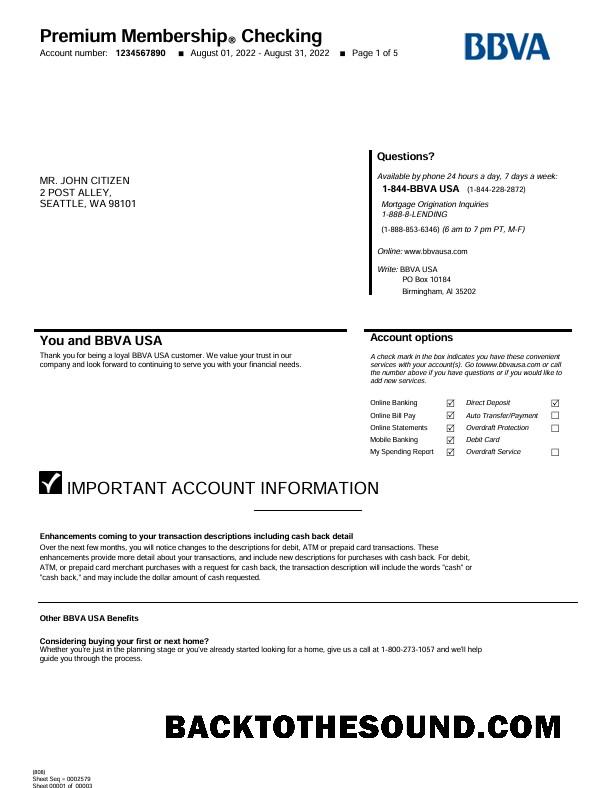 Premium Membership® Checking
Account number: 1234567890 ■ August 01, 2022 - August 31, 2022 ■ Page 1 of 5
BBVA
MR. JOHN CITIZEN
2 POST ALLEY,
SEATTLE, WA 98101
Questions?
Available by phone 24 hours a day, 7 days a week:
1-844-BBVA USA (1-844-228-2872)
Mortgage Origination Inquiries
1-888-8-LENDING
(1-888-853-6346) (6 am to 7 pm PT, M-F)
Online: www.bbvausa.com
Write: BBVA USA
PO Box 10184
Birmingham, Al 35202
You and BBVA USA
Thank you for being a loyal BBVA USA customer. We value your trust in our
company and look forward to continuing to serve you with your financial needs.
Account options
A check mark in the box indicates you have these convenient
services with your account(s). Go towww.bbvausa.com or call
the number above if you have questions or if you would like to
add new services.
Online Banking ☑ Direct Deposit ☑
Online Bill Pay ☑ Auto Transfer/Payment ☐
Online Statements ☑ Overdraft Protection ☐
Mobile Banking ☑ Debit Card
My Spending Report ☑ Overdraft Service ☐
IMPORTANT ACCOUNT INFORMATION
Enhancements coming to your transaction descriptions including cash back detail
Over the next few months, you will notice changes to the descriptions for debit, ATM or prepaid card transactions. These
enhancements provide more detail about your transactions, and include new descriptions for purchases with cash back. For debit,
ATM, or prepaid card merchant purchases with a request for cash back, the transaction description will include the words "cash" or
"cash back," and may include the dollar amount of cash requested.
Other BBVA USA Benefits
Considering buying your first or next home?
Whether you're just in the planning stage or you've already started looking for a home, give us a call at 1-800-273-1057 and we'll help
guide you through the process.
BACKTOTHESOUND.COM
(808)
Sheet Seq = 0002579
Sheet 00001 of 00003